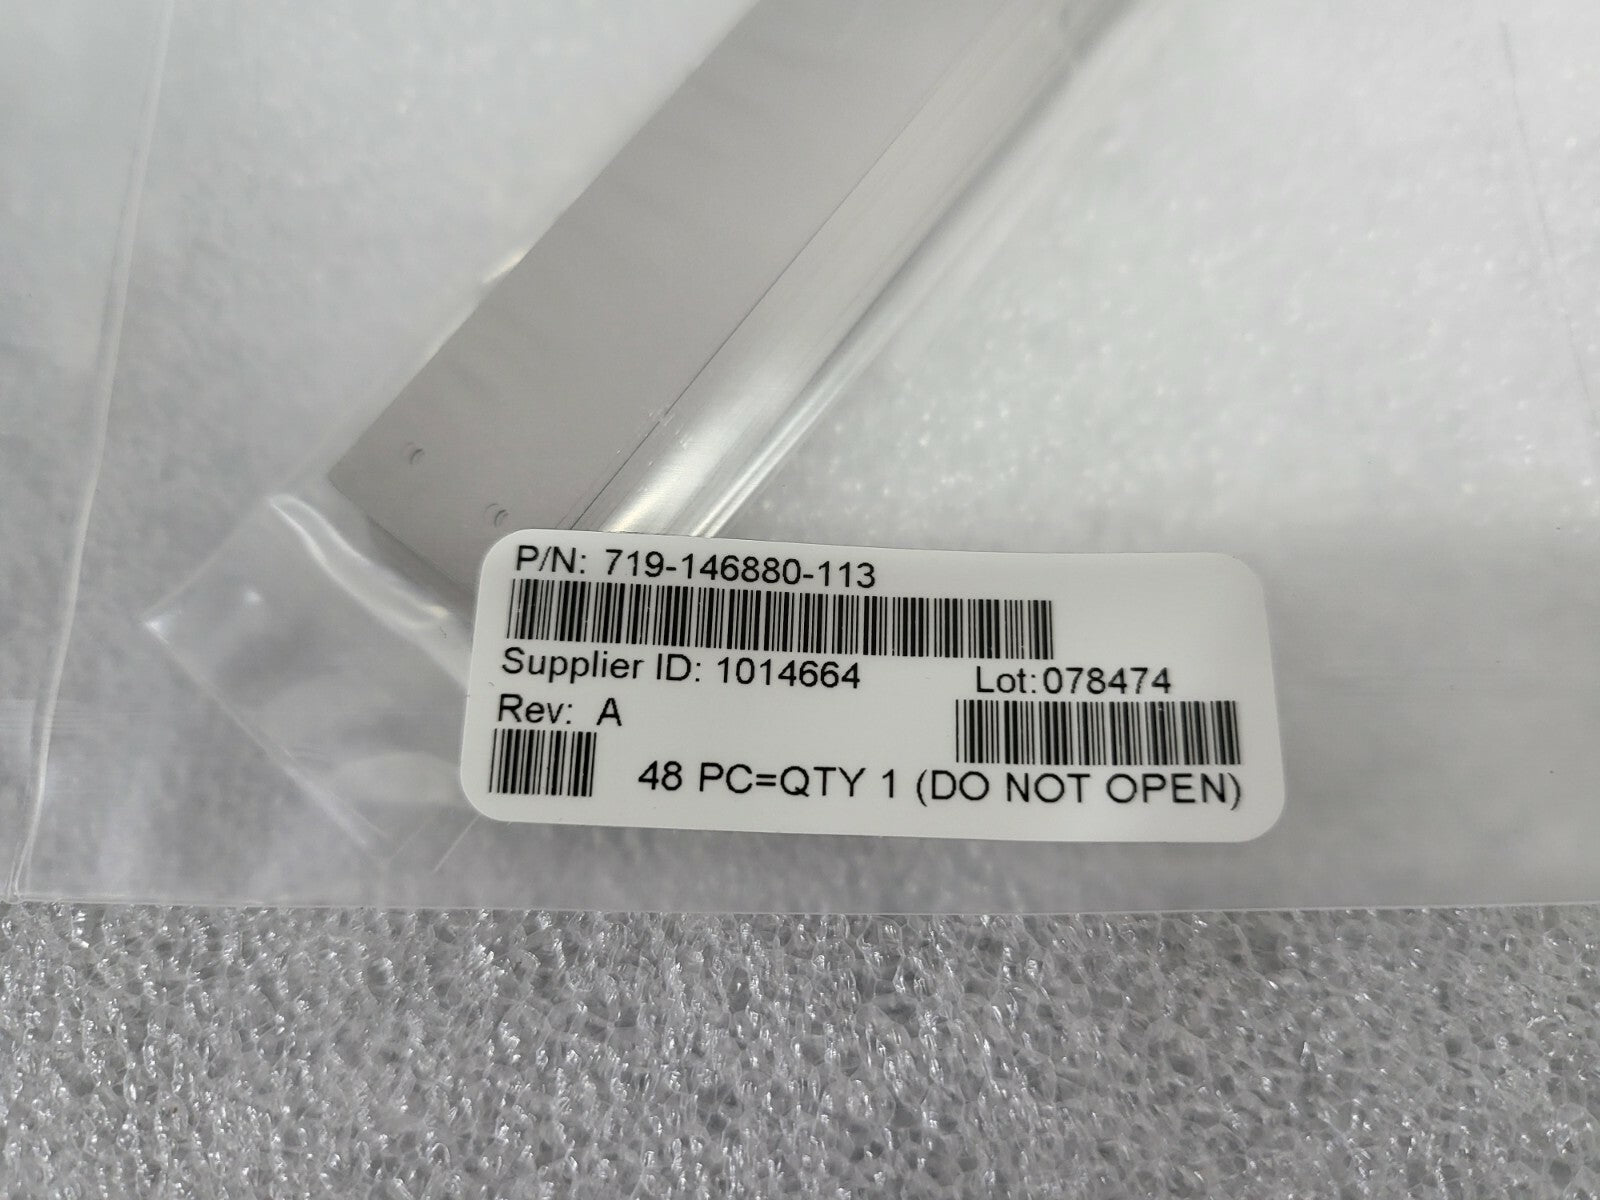 P/N: 719-146880-113
Supplier ID: 1014664 Lot:078474
Rev: A
48 PC=QTY 1 (DO NOT OPEN)